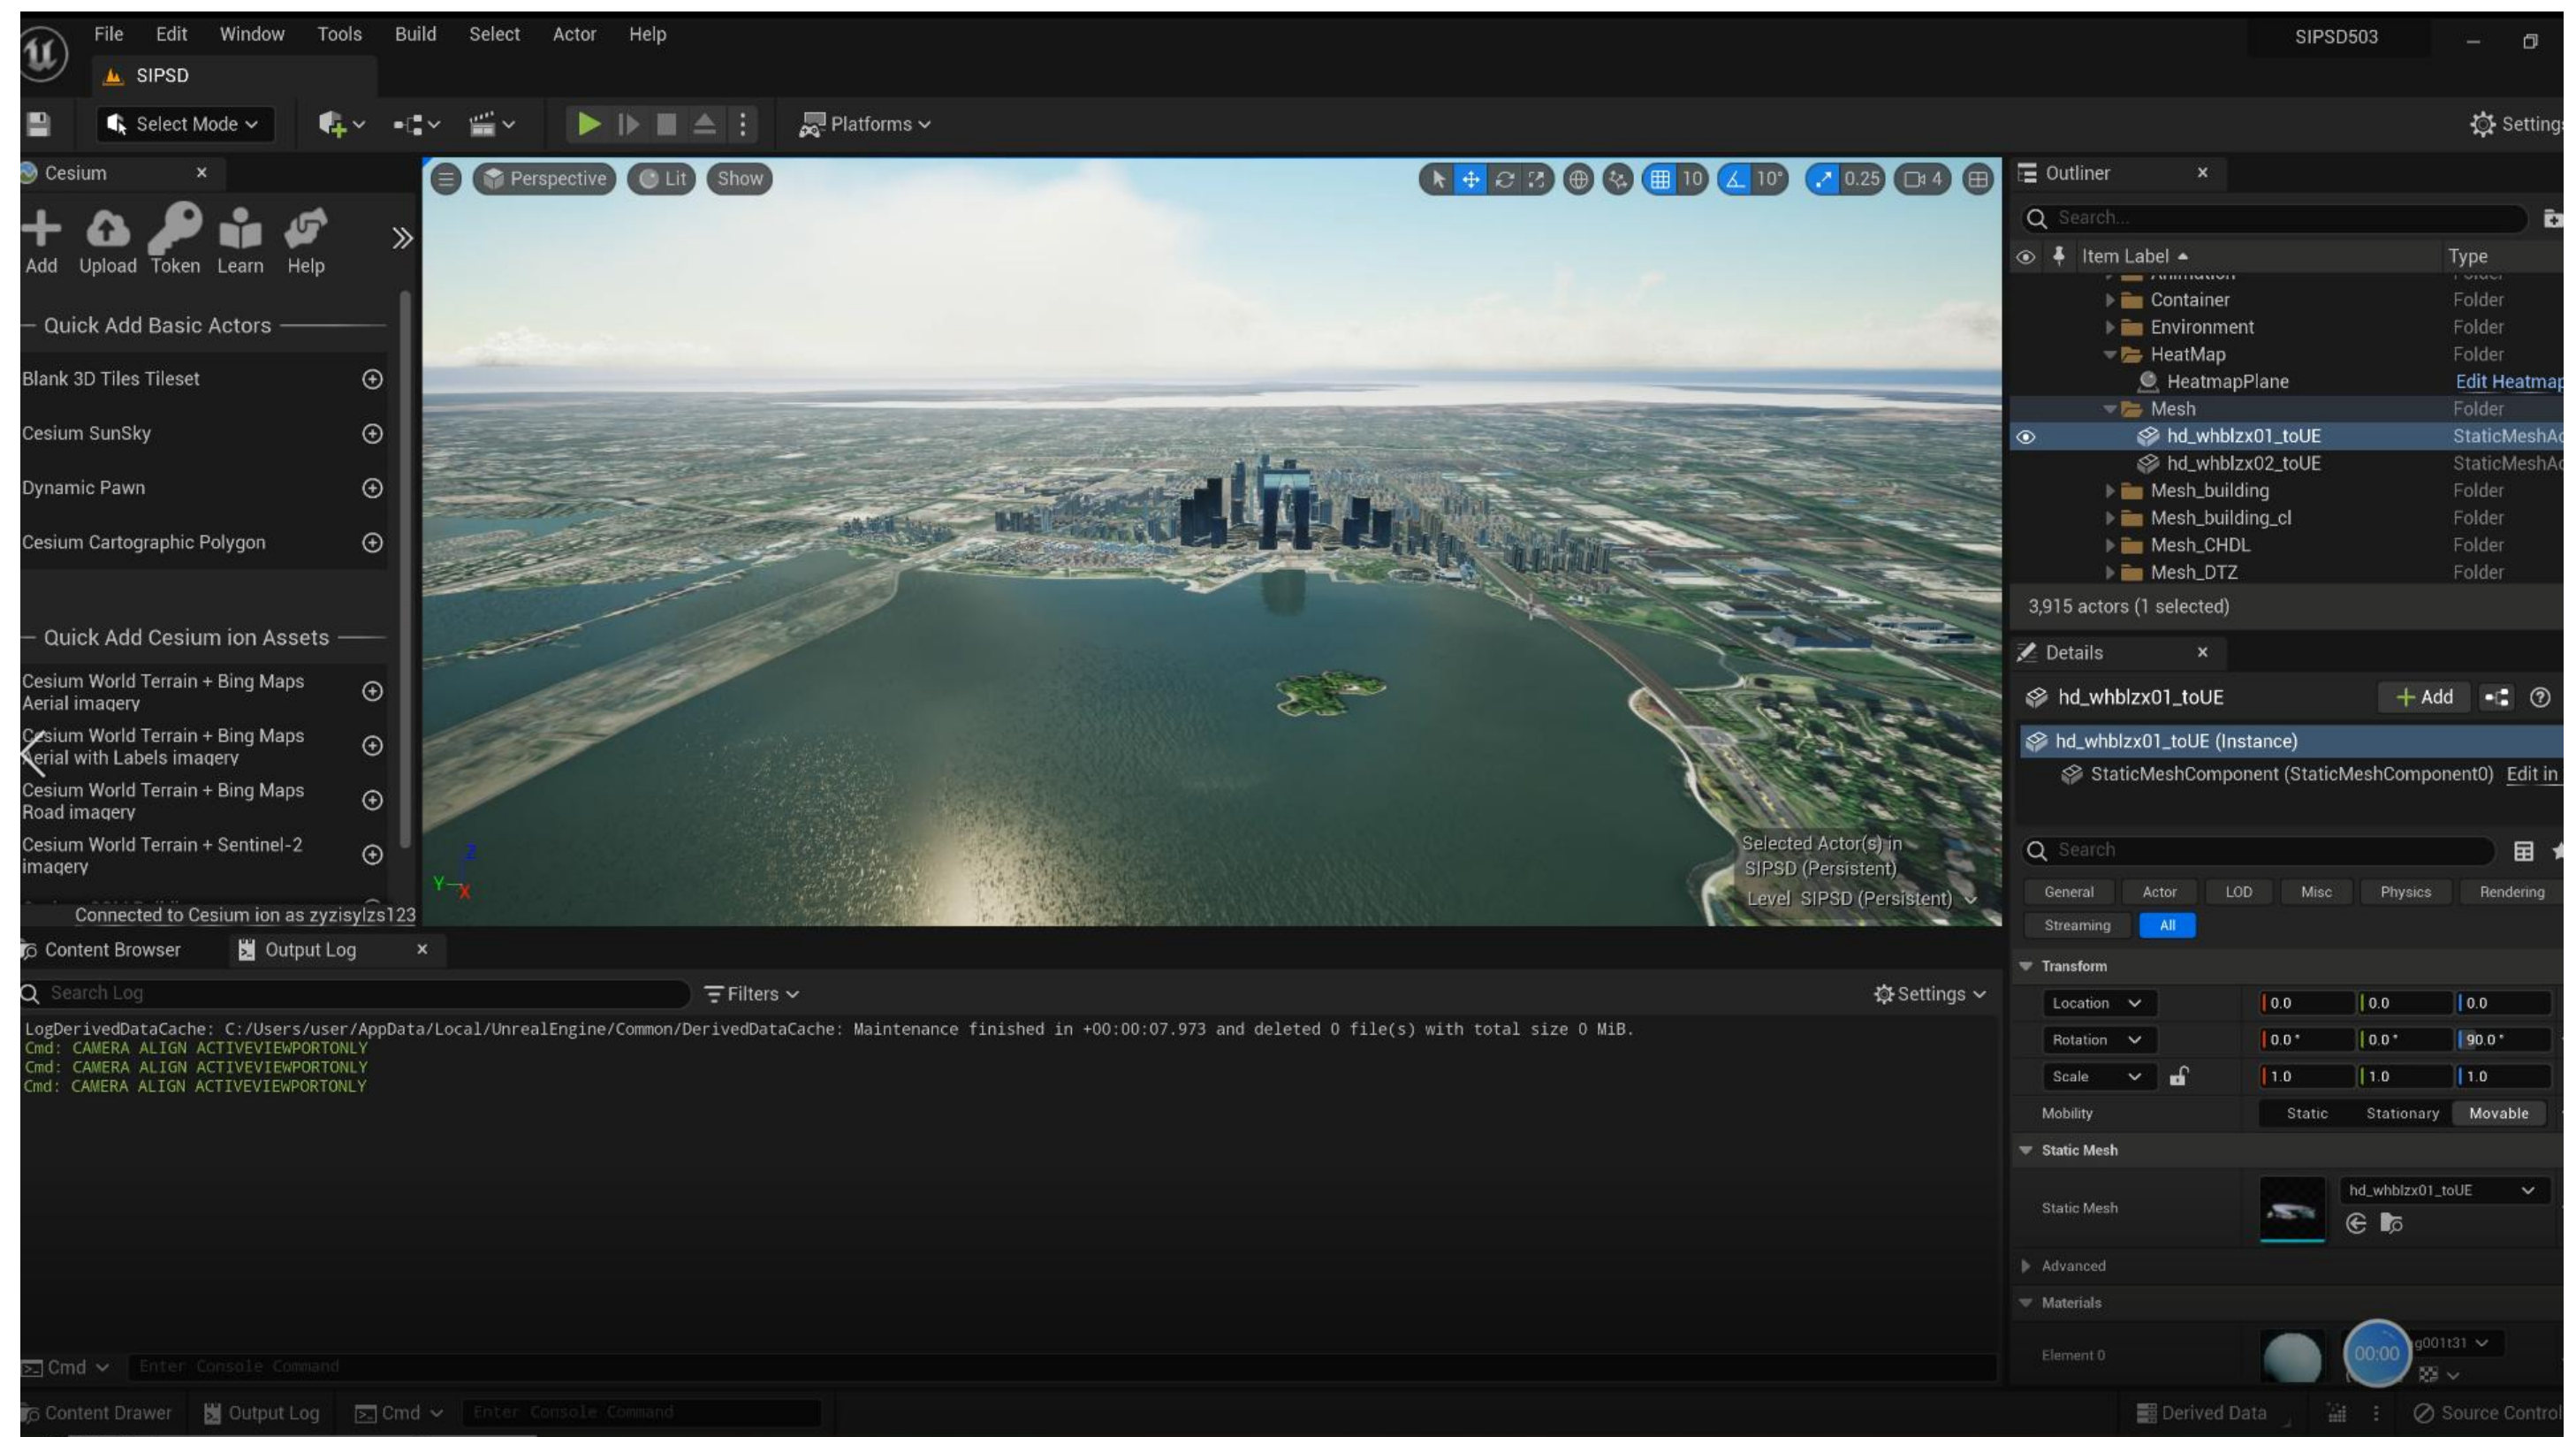 File Edit Window Tools Build Select Actor Help
SIPSD503
SIPSD
Select Mode
Platforms
Settings
Cesium
Add Upload Token Learn Help
Quick Add Basic Actors
Blank 3D Tiles Tileset
Cesium SunSky
Dynamic Pawn
Cesium Cartographic Polygon
Quick Add Cesium ion Assets
Cesium World Terrain + Bing Maps
Aerial imagery
Cesium World Terrain + Bing Maps
Aerial with Labels imagery
Cesium World Terrain + Bing Maps
Road imagery
Cesium World Terrain + Sentinel-2
imagery
Connected to Cesium ion as zyzisylzs123
Perspective Lit Show
10 10° 0.25 4
Z
Y
X
Selected Actor(s) in
SIPSD (Persistent)
Level SIPSD (Persistent)
Outliner
Search...
Item Label Type
Animation Folder
Container Folder
Environment Folder
HeatMap Folder
HeatmapPlane Edit Heatmap
Mesh Folder
hd_whblzx01_toUE StaticMeshAc
hd_whblzx02_toUE StaticMeshAc
Mesh_building Folder
Mesh_building_cl Folder
Mesh_CHDL Folder
Mesh_DTZ Folder
3,915 actors (1 selected)
Details
hd_whblzx01_toUE Add
hd_whblzx01_toUE (Instance)
StaticMeshComponent (StaticMeshComponent0) Edit in
Search
General Actor LOD Misc Physics Rendering
Streaming All
Transform
Location 0.0 0.0 0.0
Rotation 0.0° 0.0° 90.0°
Scale 1.0 1.0 1.0
Mobility Static Stationary Movable
Static Mesh
Static Mesh hd_whblzx01_toUE
Advanced
Materials
Element 0 g001t31
00:00
Content Browser Output Log
Search Log Filters Settings
LogDerivedDataCache: C:/Users/user/AppData/Local/UnrealEngine/Common/DerivedDataCache: Maintenance finished in +00:00:07.973 and deleted 0 file(s) with total size 0 MiB.
Cmd: CAMERA ALIGN ACTIVEVIEWPORTONLY
Cmd: CAMERA ALIGN ACTIVEVIEWPORTONLY
Cmd: CAMERA ALIGN ACTIVEVIEWPORTONLY
Cmd Enter Console Command
Content Drawer Output Log Cmd Enter Console Command
Derived Data Source Control